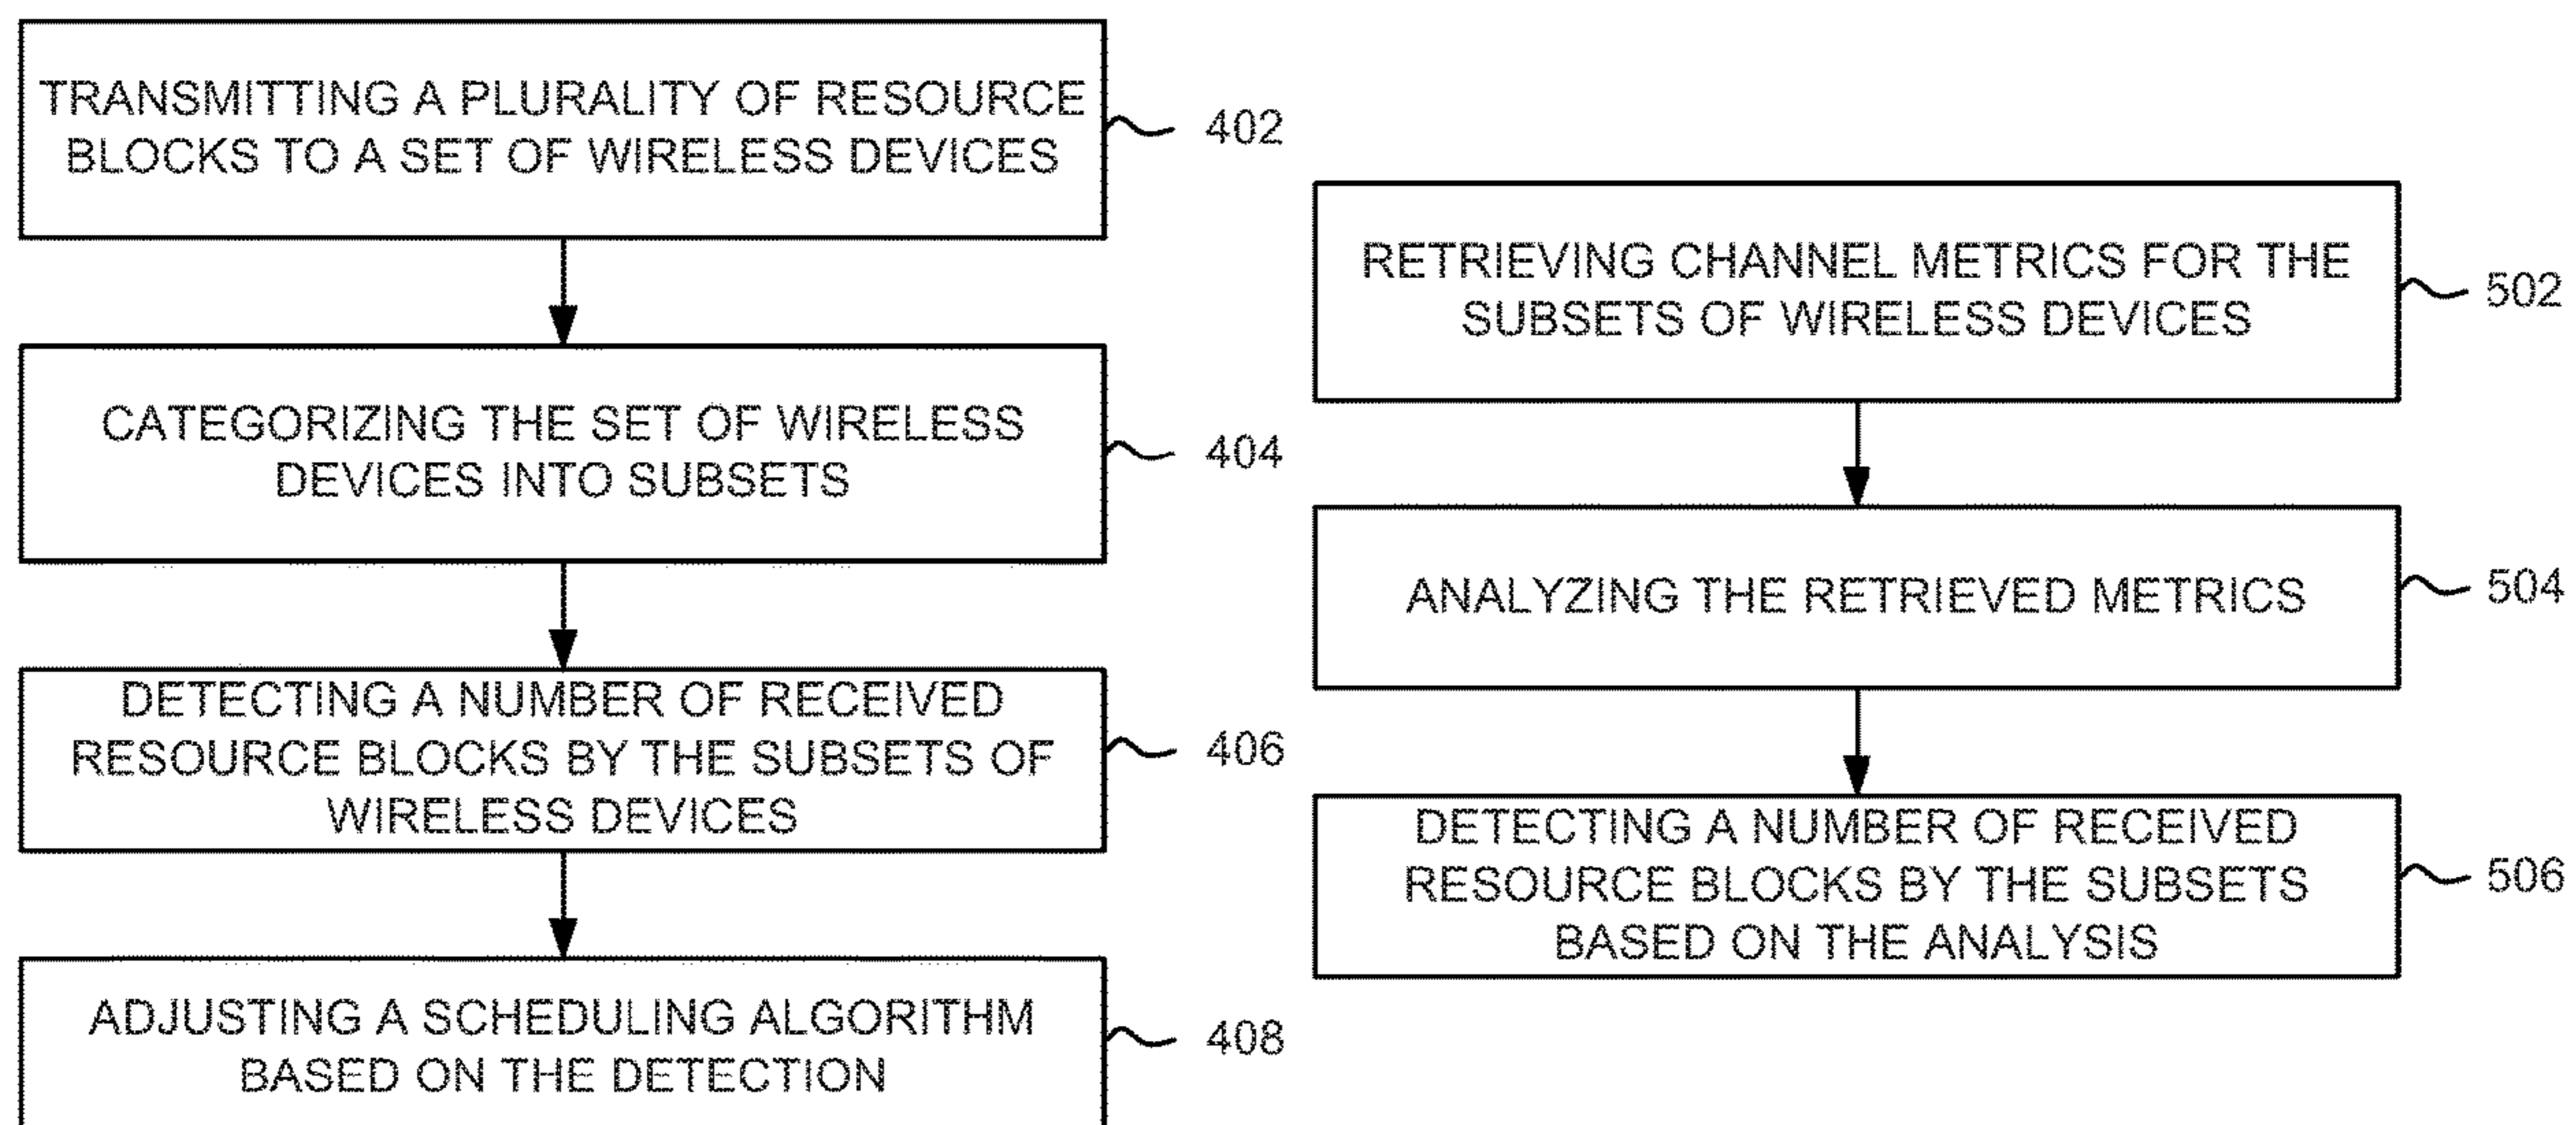 TRANSMITTING A PLURALITY OF RESOURCE
BLOCKS TO A SET OF WIRELESS DEVICES
402
CATEGORIZING THE SET OF WIRELESS
DEVICES INTO SUBSETS
404
DETECTING A NUMBER OF RECEIVED
RESOURCE BLOCKS BY THE SUBSETS OF
WIRELESS DEVICES
406
ADJUSTING A SCHEDULING ALGORITHM
BASED ON THE DETECTION
408
RETRIEVING CHANNEL METRICS FOR THE
SUBSETS OF WIRELESS DEVICES
502
ANALYZING THE RETRIEVED METRICS
504
DETECTING A NUMBER OF RECEIVED
RESOURCE BLOCKS BY THE SUBSETS
BASED ON THE ANALYSIS
506